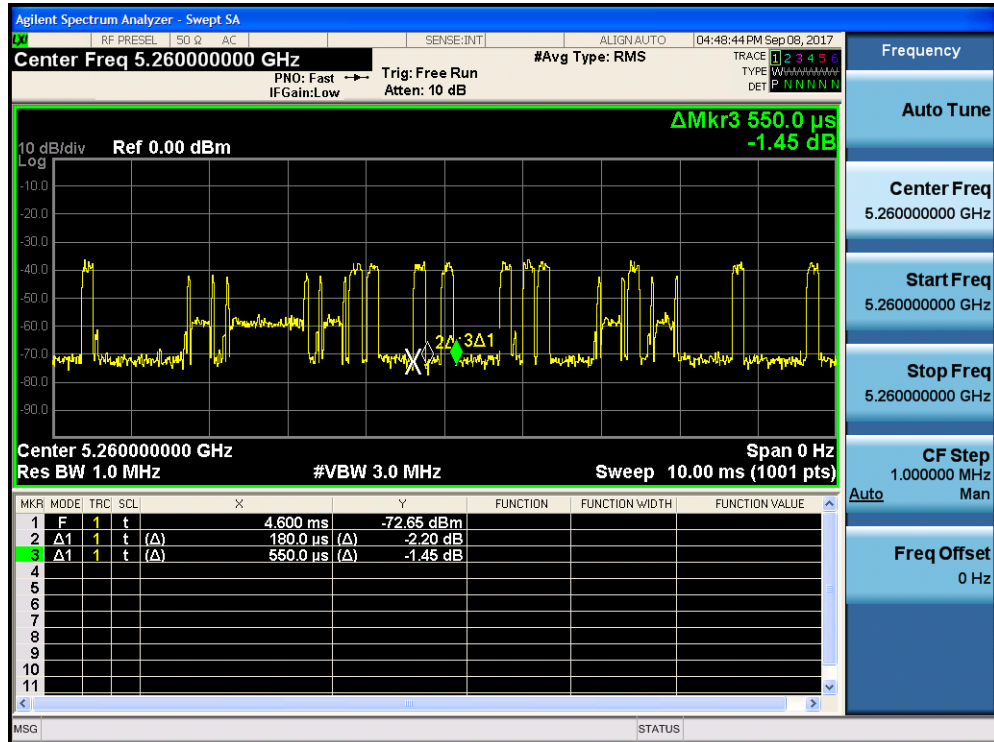 Agilent Spectrum Analyzer - Swept SA
LXI RF PRESEL 50 Ω AC SENSE:INT ALIGN AUTO 04:48:44 PM Sep 08, 2017
Center Freq 5.260000000 GHz #Avg Type: RMS TRACE 1 2 3 4 5 6
PNO: Fast Trig: Free Run TYPE WWWWWW
IFGain:Low Atten: 10 dB DET P N N N N N
ΔMkr3 550.0 µs
10 dB/div Ref 0.00 dBm -1.45 dB
Log
-10.0
-20.0
-30.0
-40.0
-50.0
-60.0
2Δ 3Δ1
-70.0
X
-80.0
-90.0
Center 5.260000000 GHz Span 0 Hz
Res BW 1.0 MHz #VBW 3.0 MHz Sweep 10.00 ms (1001 pts)
MKR MODE TRC SCL X Y FUNCTION FUNCTION WIDTH FUNCTION VALUE
1 F 1 t 4.600 ms -72.65 dBm
2 Δ1 1 t (Δ) 180.0 µs (Δ) -2.20 dB
3 Δ1 1 t (Δ) 550.0 µs (Δ) -1.45 dB
4
5
6
7
8
9
10
11
MSG STATUS
Frequency
Auto Tune
Center Freq
5.260000000 GHz
Start Freq
5.260000000 GHz
Stop Freq
5.260000000 GHz
CF Step
1.000000 MHz
Auto Man
Freq Offset
0 Hz